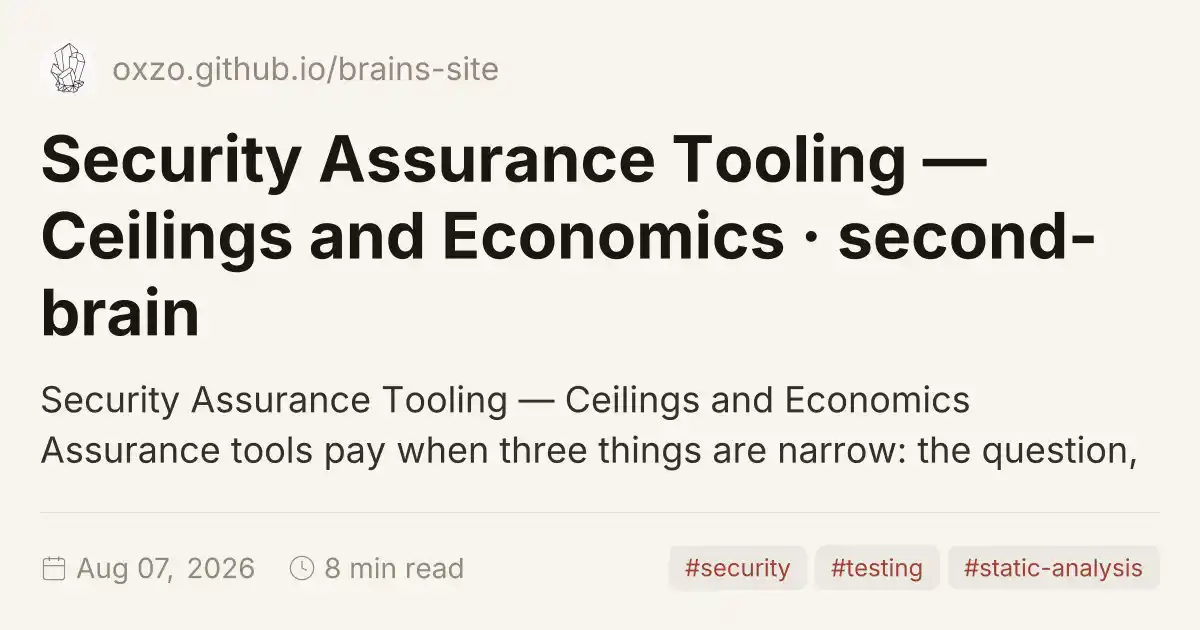 oxzo.github.io/brains-site
Security Assurance Tooling —
Ceilings and Economics · second-
brain
Security Assurance Tooling — Ceilings and Economics
Assurance tools pay when three things are narrow: the question,
Aug 07, 2026
8 min read
#security
#testing
#static-analysis